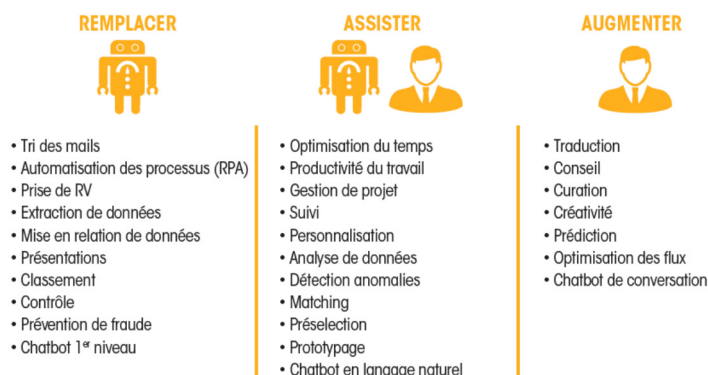 REMPLACER
• Tri des mails
• Automatisation des processus (RPA)
• Prise de RV
• Extraction de données
• Mise en relation de données
• Présentations
• Classement
• Contrôle
• Prévention de fraude
• Chatbot 1er niveau
ASSISTER
• Optimisation du temps
• Productivité du travail
• Gestion de projet
• Suivi
• Personnalisation
• Analyse de données
• Détection anomalies
• Matching
• Préselection
• Prototypage
• Chatbot en langage naturel
AUGMENTER
• Traduction
• Conseil
• Curation
• Créativité
• Prédiction
• Optimisation des flux
• Chatbot de conversation